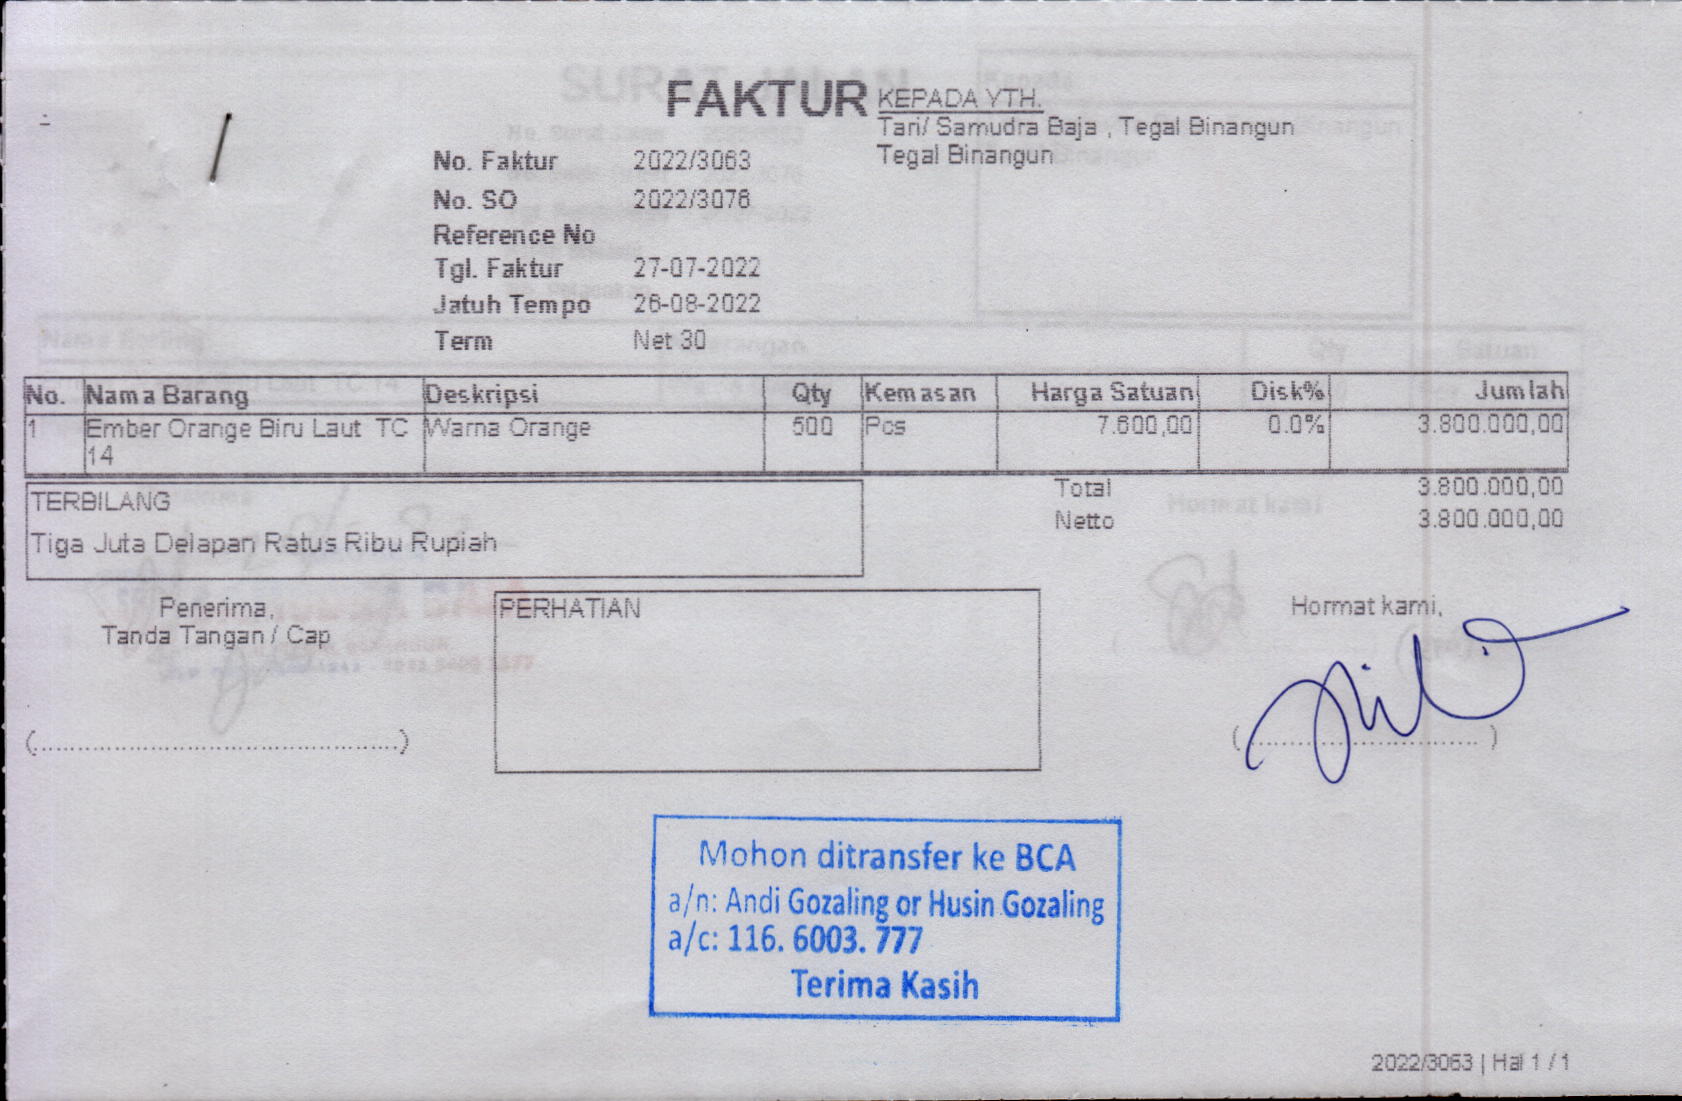 FAKTUR
KEPADA YTH.
Tari/ Samudra Baja , Tegal Binangun
Tegal Binangun
No. Faktur 2022/3063
No. SO 2022/3078
Reference No
Tgl. Faktur 27-07-2022
Jatuh Tempo 26-08-2022
Term Net 30
No. Nama Barang Deskripsi Qty Kemasan Harga Satuan Disk% Jumlah
1 Ember Orange Biru Laut TC Warna Orange 500 Pcs 7.600,00 0.0% 3.800.000,00
14
Total 3.800.000,00
Netto 3.800.000,00
TERBILANG
Tiga Juta Delapan Ratus Ribu Rupiah
Penerima,
Tanda Tangan / Cap
PERHATIAN
Hormat kami,
(................................................)
(................................)
Mohon ditransfer ke BCA
a/n: Andi Gozaling or Husin Gozaling
a/c: 116. 6003. 777
Terima Kasih
2022/3063 | Hal 1 / 1